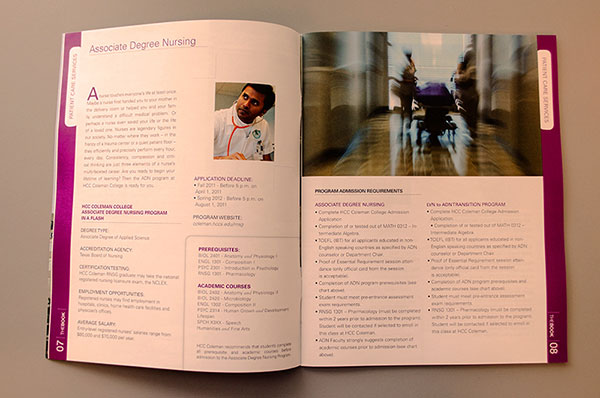 PATIENT CARE SERVICES
Associate Degree Nursing
A nurse touches everyone's life at least once.
Maybe a nurse first handed you to your mother in
the delivery room or helped you and your fam-
ily understand a difficult medical problem. Or
perhaps a nurse even saved your life or the life
of a loved one. Nurses are legendary figures in
our society. No matter where they work – in the
chaos of a trauma center or a quiet patient floor –
they efficiently and precisely perform every hour,
every day. Considering, compassion and crit-
ical thinking are just three elements of a nurse's
multi-faceted career. Are you ready to begin your
lifetime of learning? Then the ADN program at
HCC Coleman College is ready for you.
HCC COLEMAN COLLEGE
ASSOCIATE DEGREE NURSING PROGRAM
IN A FLASH
DEGREE TYPE:
Associate Degree of Applied Science
ACCREDITATION AGENCY:
Texas Board of Nursing
CERTIFICATION TESTING:
HCC Coleman RNSG graduate may take the national
registered nursing licensure exam, the NCLEX.
EMPLOYMENT OPPORTUNITIES:
Registered nurses may find employment in
hospitals, clinics, home health care facilities and
physician's offices.
AVERAGE SALARY:
Entry-level registered nurses' salaries range from
$60,000 and $70,000 per year.
APPLICATION DEADLINE:
• Fall 2011 - Before 5 p.m. on
April 1, 2011
• Spring 2012 - Before 5 p.m. on
August 1, 2011
PROGRAM WEBSITE:
coleman.hccs.edu/rnsg
PREREQUISITES:
BIOL 2401 - Anatomy and Physiology I
ENGL 1301 - Composition I
PSYC 2301 - Introduction to Psychology
RNSG 1301 - Pharmacology
ACADEMIC COURSES
BIOL 2402 - Anatomy and Physiology II
BIOL 2420 - Microbiology
ENGL 1302 - Composition II
PSYC 2314 - Human Growth and Development
Lifespan
SPCH XXXX - Speech
Humanities and Fine Arts
HCC Coleman recommends that students complete
all prerequisite and academic courses before
admission to the Associate Degree Nursing Program.
THEBOOK
07
PATIENT CARE SERVICES
PROGRAM ADMISSION REQUIREMENTS
ASSOCIATE DEGREE NURSING
• Complete HCC Coleman College Admission
Application
• Completion of or tested out of MATH 0312 – In-
termediate Algebra
• TOEFL (iBT) for all applicants educated in non-
English speaking countries as specified by ADN
counselor or Department Chair
• Proof of Essential Requirement session atten-
dance (only official card from the session
is acceptable).
• Completion of ADN program prerequisites (see
chart above).
• Student must meet pre-entrance assessment
exam requirements
• RNSG 1301 – Pharmacology (must be completed
within 2 years prior to admission to the program).
Student will be contacted if selected to enroll in
this class at HCC Coleman.
• ADN Faculty strongly suggests completion of
academic courses prior to admission (see chart
above)
LVN to ADN TRANSITION PROGRAM
• Complete HCC Coleman College Admission
Application
• Completion of or tested out of MATH 0312 –
Intermediate Algebra
• TOEFL (iBT) for all applicants educated in non-
English speaking countries as specified by ADN
counselor or Department Chair
• Proof of Essential Requirement session atten-
dance (only official card from the session is
acceptable).
• Completion of ADN program prerequisites and
academic courses (see chart above).
• Student must meet pre-entrance assessment
exam requirements
• RNSG 1301 – Pharmacology (must be completed
within 2 years prior to admission to the program).
Student will be contacted if selected to enroll in
this class at HCC Coleman.
THEBOOK
08